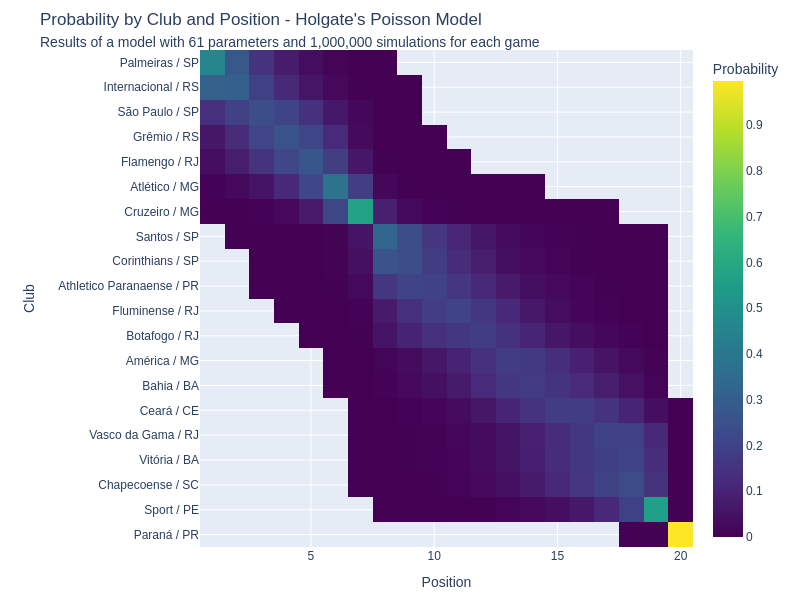 Probability by Club and Position - Holgate's Poisson Model
Results of a model with 61 parameters and 1,000,000 simulations for each game
Probability
Palmeiras / SP
Internacional / RS
São Paulo / SP
Grêmio / RS
Flamengo / RJ
Atlético / MG
Cruzeiro / MG
Santos / SP
Corinthians / SP
Athletico Paranaense / PR
Fluminense / RJ
Botafogo / RJ
América / MG
Bahia / BA
Ceará / CE
Vasco da Gama / RJ
Vitória / BA
Chapecoense / SC
Sport / PE
Paraná / PR
Club
5
10
15
20
Position
0.9
0.8
0.7
0.6
0.5
0.4
0.3
0.2
0.1
0